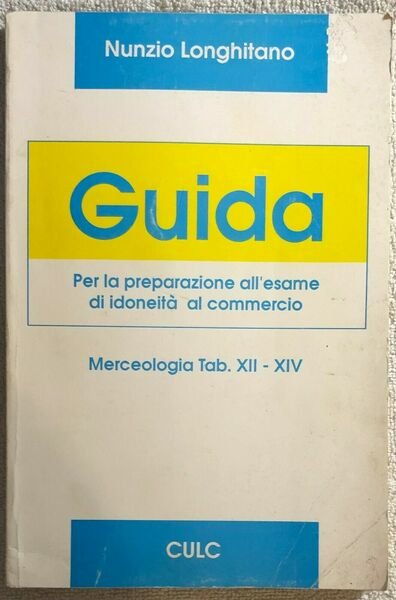 Nunzio Longhitano
Guida
Per la preparazione all'esame
di idoneità al commercio
Merceologia Tab. XII - XIV
CULC